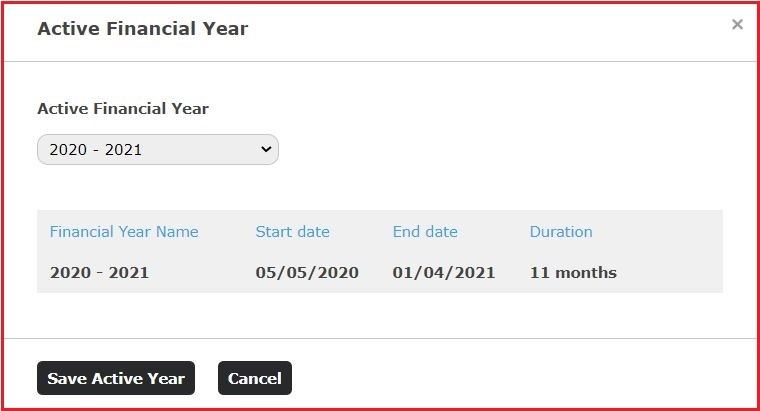 Active Financial Year
×
Active Financial Year
2020 - 2021
Financial Year Name Start date End date Duration
2020 - 2021 05/05/2020 01/04/2021 11 months
Save Active Year Cancel